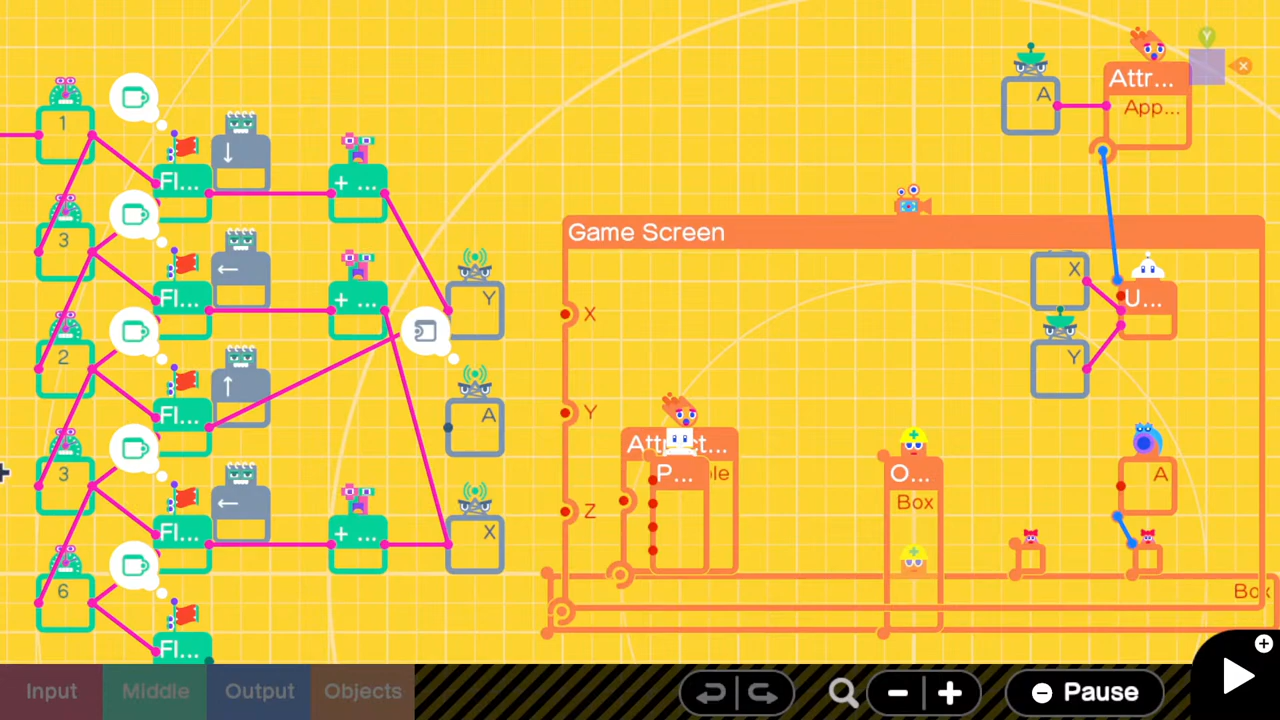 1
Fl...
↓
+ ...
3
Fl...
←
+ ...
Y
2
Fl...
↑
A
3
Fl...
←
+ ...
X
6
Fl...
A
Attr...
App...
Y
X
Game Screen
X
Y
Z
X
U...
Y
Attract...
P...
O...
Box
A
Box
Input
Middle
Output
Objects
Pause